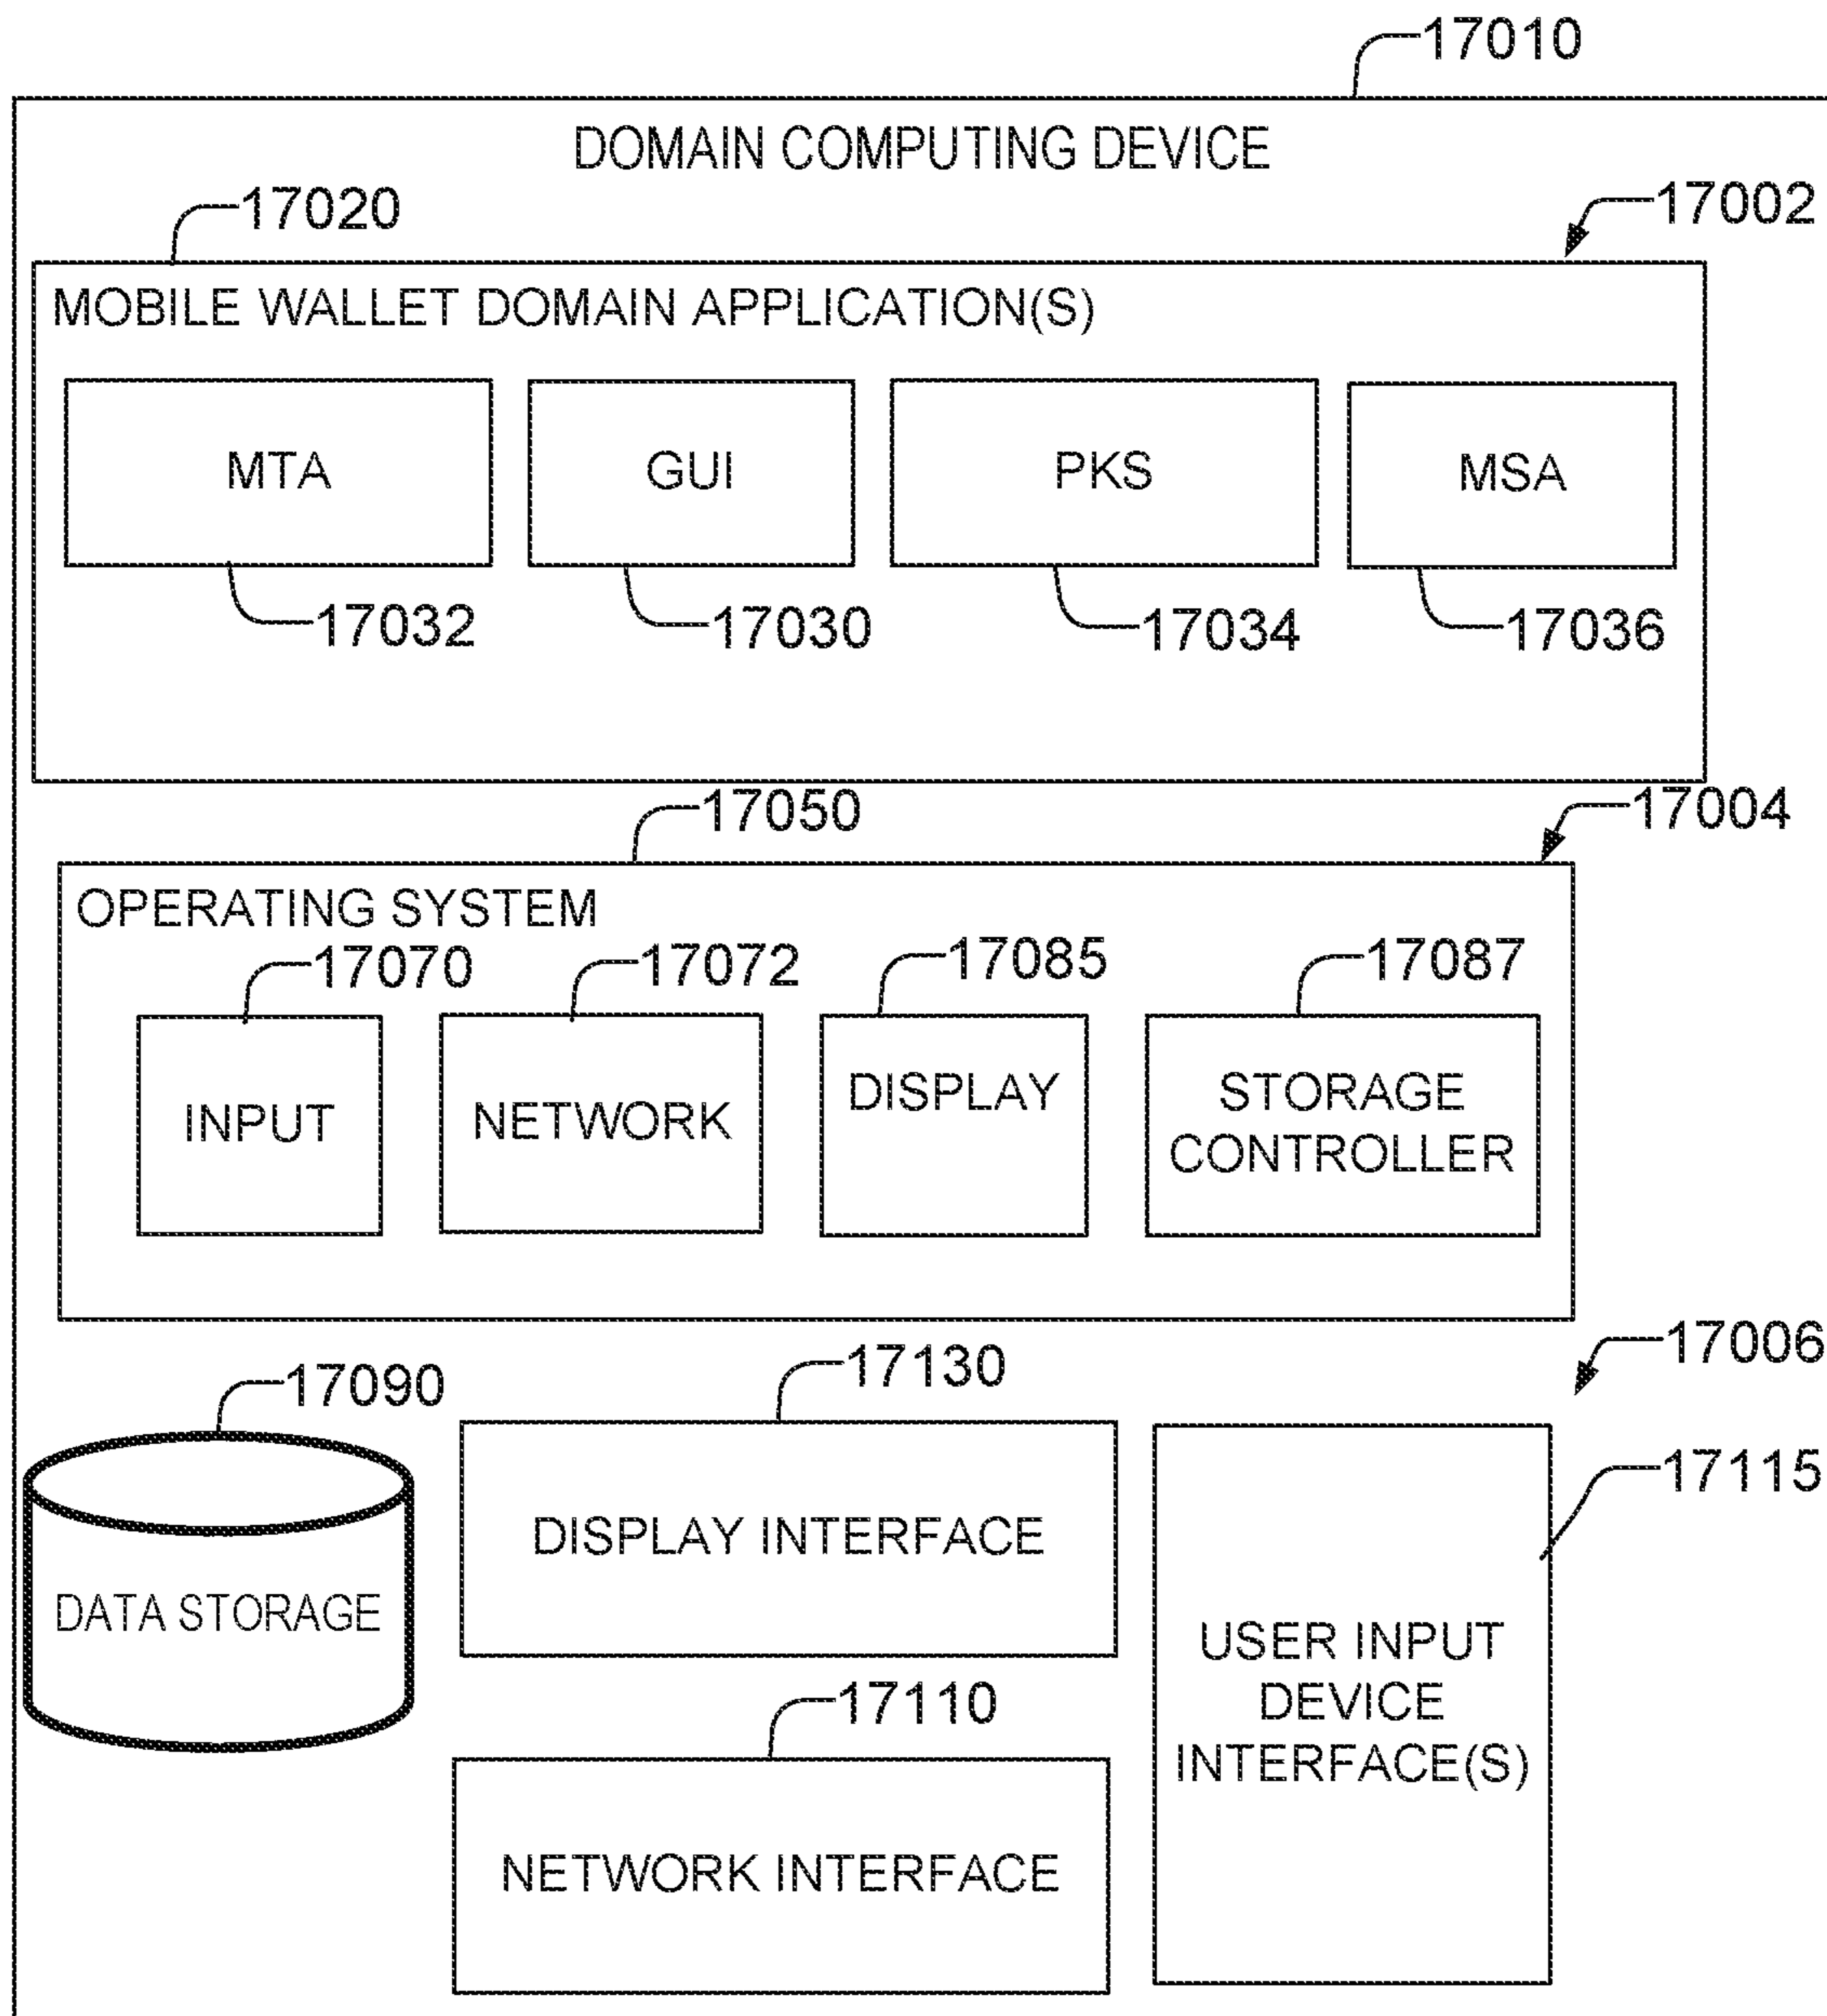 17010
DOMAIN COMPUTING DEVICE
17020
17002
MOBILE WALLET DOMAIN APPLICATION(S)
MTA
GUI
PKS
MSA
17032
17030
17034
17036
17050
17004
OPERATING SYSTEM
17070
17072
17085
17087
INPUT
NETWORK
DISPLAY
STORAGE
CONTROLLER
17006
17090
17130
17115
DATA STORAGE
DISPLAY INTERFACE
USER INPUT
DEVICE
INTERFACE(S)
17110
NETWORK INTERFACE